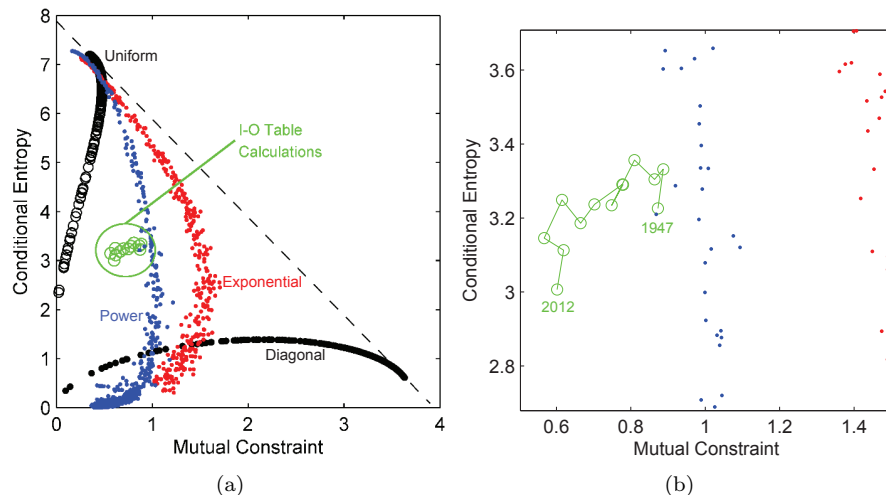 8
7
6
5
4
3
2
1
0
Conditional Entropy
Uniform
I-O Table
Calculations
Exponential
Power
Diagonal
0 1 2 3 4
Mutual Constraint
(a)
3.6
3.4
3.2
3
2.8
Conditional Entropy
1947
2012
0.6 0.8 1 1.2 1.4
Mutual Constraint
(b)